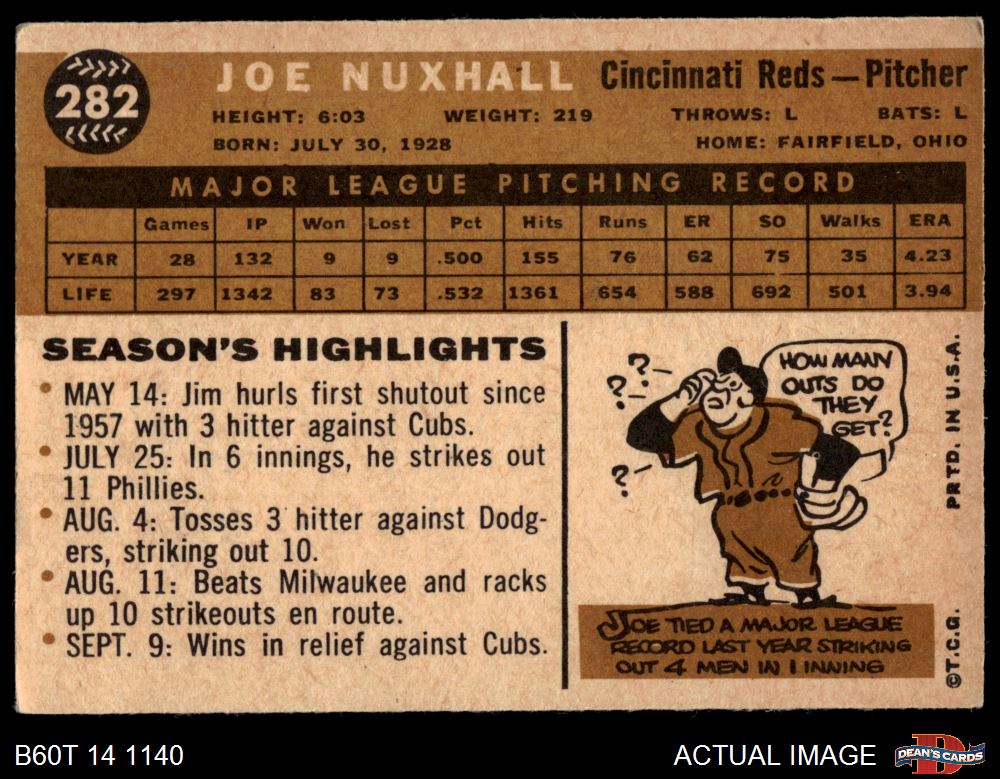 282
JOE NUXHALL Cincinnati Reds — Pitcher
HEIGHT: 6:03 WEIGHT: 219 THROWS: L BATS: L
BORN: JULY 30, 1928 HOME: FAIRFIELD, OHIO
MAJOR LEAGUE PITCHING RECORD
Games IP Won Lost Pct Hits Runs ER SO Walks ERA
YEAR 28 132 9 9 .500 155 76 62 75 35 4.23
LIFE 297 1342 83 73 .532 1361 654 588 692 501 3.94
SEASON'S HIGHLIGHTS
• MAY 14: Jim hurls first shutout since
1957 with 3 hitter against Cubs.
• JULY 25: In 6 innings, he strikes out
11 Phillies.
• AUG. 4: Tosses 3 hitter against Dodg-
ers, striking out 10.
• AUG. 11: Beats Milwaukee and racks
up 10 strikeouts en route.
• SEPT. 9: Wins in relief against Cubs.
? ?
? 
HOW MANY
OUTS DO
THEY
GET?
JOE TIED A MAJOR LEAGUE
RECORD LAST YEAR STRIKING
OUT 4 MEN IN 1 INNING
©T.C.G. PRTD. IN U.S.A.
B60T 14 1140 ACTUAL IMAGE
D
DEAN'S CARDS